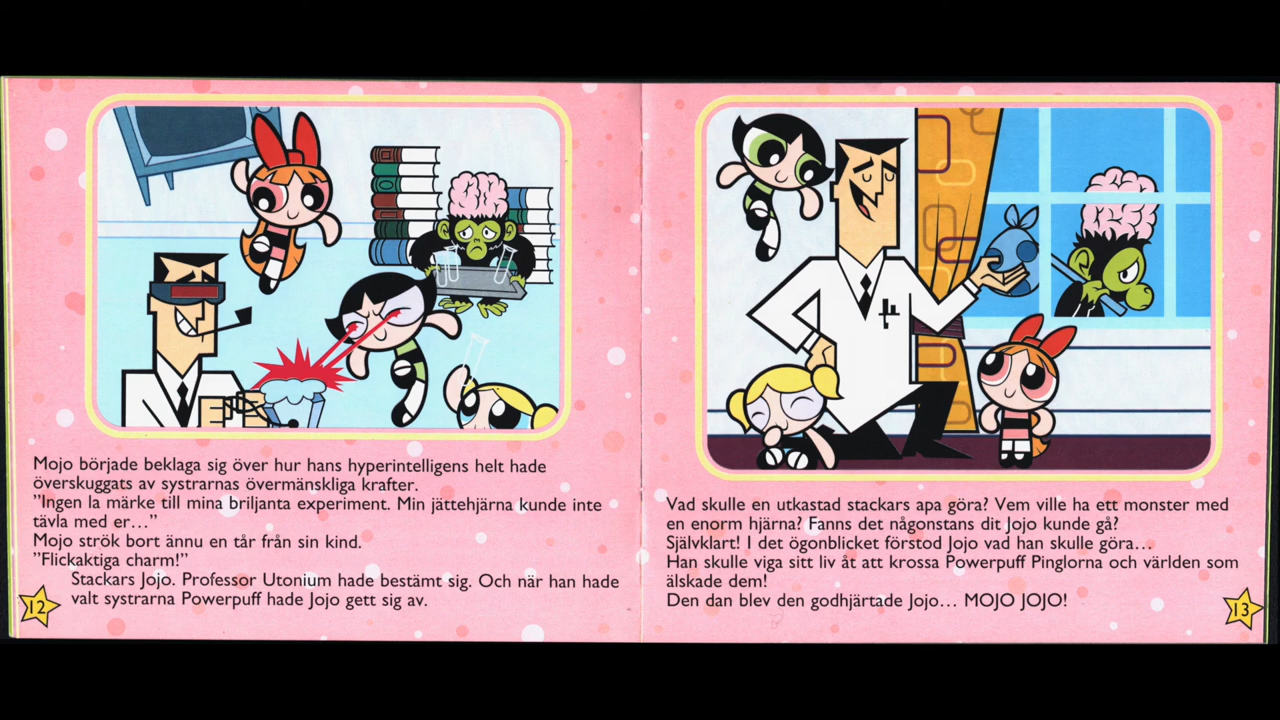 Mojo började beklaga sig över hur hans hyperintelligens helt hade
överskuggats av systrarnas övermänskliga krafter.
"Ingen la märke till mina briljanta experiment. Min jättehjärna kunde inte
tävla med er..."
Mojo strök bort ännu en tår från sin kind.
"Flickaktiga charm!"
Stackars Jojo. Professor Utonium hade bestämt sig. Och när han hade
valt systrarna Powerpuff hade Jojo gett sig av.
12
Vad skulle en utkastad stackars apa göra? Vem ville ha ett monster med
en enorm hjärna? Fanns det någonstans dit Jojo kunde gå?
Självklart! I det ögonblicket förstod Jojo vad han skulle göra...
Han skulle viga sitt liv åt att krossa Powerpuff Pinglorna och världen som
älskade dem!
Den dan blev den godhjärtade Jojo... MOJO JOJO!
13